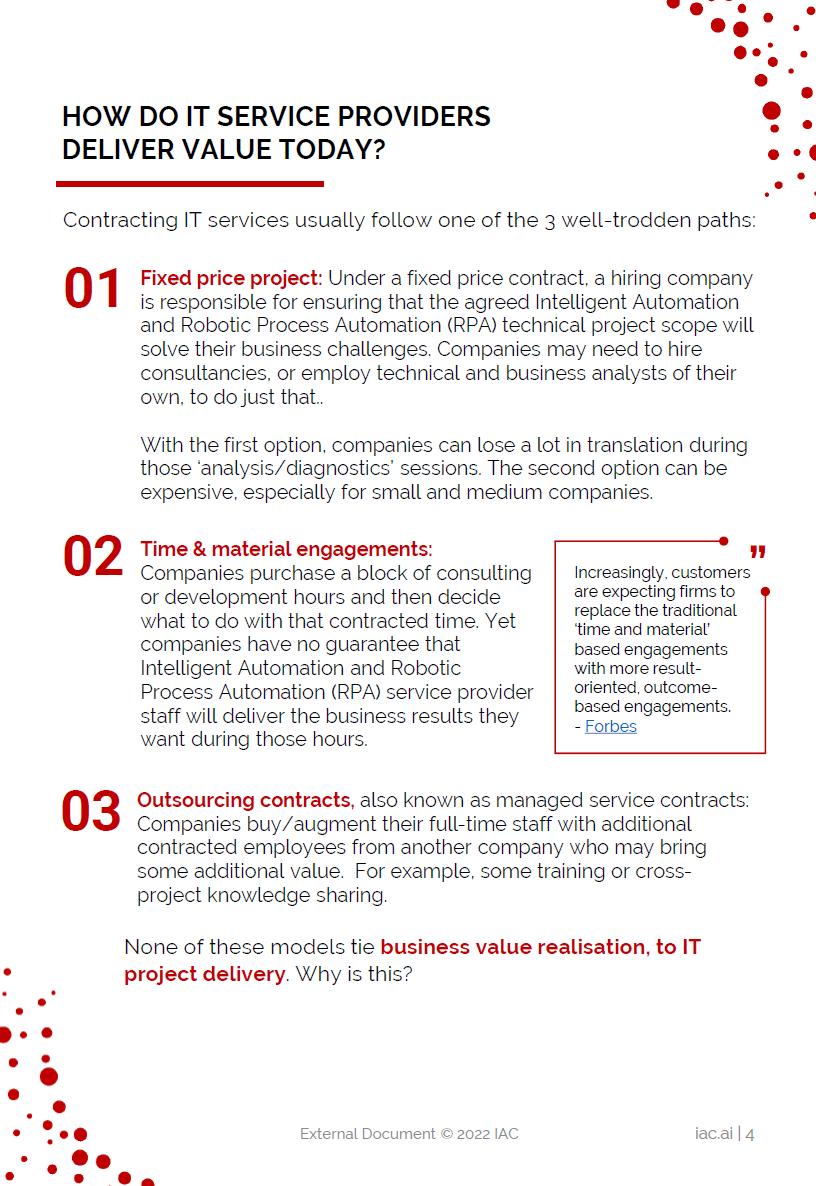 HOW DO IT SERVICE PROVIDERS
DELIVER VALUE TODAY?
Contracting IT services usually follow one of the 3 well-trodden paths:
01
Fixed price project: Under a fixed price contract, a hiring company
is responsible for ensuring that the agreed Intelligent Automation
and Robotic Process Automation (RPA) technical project scope will
solve their business challenges. Companies may need to hire
consultancies, or employ technical and business analysts of their
own, to do just that..
With the first option, companies can lose a lot in translation during
those ‘analysis/diagnostics’ sessions. The second option can be
expensive, especially for small and medium companies.
02
Time & material engagements:
Companies purchase a block of consulting
or development hours and then decide
what to do with that contracted time. Yet
companies have no guarantee that
Intelligent Automation and Robotic
Process Automation (RPA) service provider
staff will deliver the business results they
want during those hours.
”
Increasingly, customers
are expecting firms to
replace the traditional
‘time and material’
based engagements
with more result-
oriented, outcome-
based engagements.
- Forbes
03
Outsourcing contracts, also known as managed service contracts:
Companies buy/augment their full-time staff with additional
contracted employees from another company who may bring
some additional value.  For example, some training or cross-
project knowledge sharing.
None of these models tie business value realisation, to IT
project delivery. Why is this?
External Document © 2022 IAC
iac.ai | 4